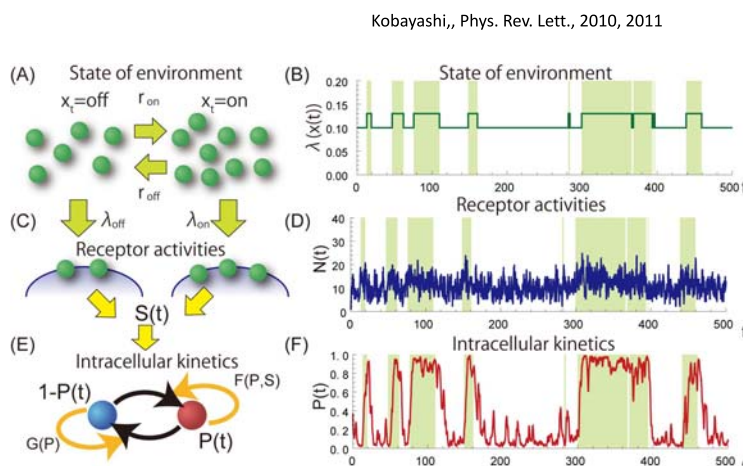 Kobayashi,, Phys. Rev. Lett., 2010, 2011
(A) State of environment
xₜ=off r on xₜ=on
r off
λoff λon
(C) Receptor activities
S(t)
(E) Intracellular kinetics
1-P(t) F(P,S)
G(P) P(t)
(B) State of environment
0.20
0.15
0.10
0.05
0.00
λ (x(t))
0 100 200 300 400 500
Receptor activities
(D)
40
30
20
10
0
N(t)
0 100 200 300 400 500
Intracellular kinetics
(F)
1.0
0.8
0.6
0.4
0.2
0
P(t)
0 100 200 300 400 500